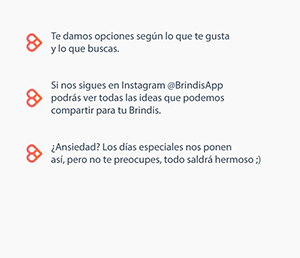 Te damos opciones según lo que te gusta
y lo que buscas.
Si nos sigues en Instagram @BrindisApp
podrás ver todas las ideas que podemos
compartir para tu Brindis.
¿Ansiedad? Los días especiales nos ponen
así, pero no te preocupes, todo saldrá hermoso ;)